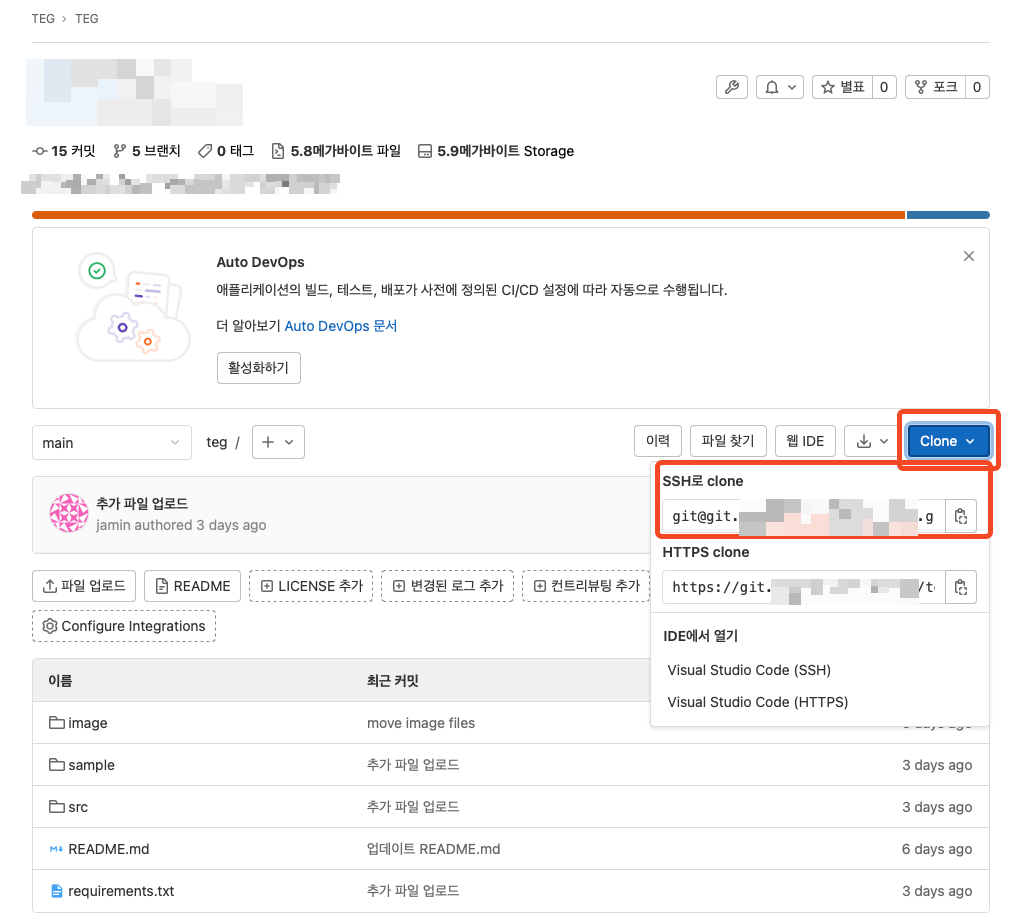 TEG › TEG
별표 0 포크 0
15 커밋 5 브랜치 0 태그 5.8메가바이트 파일 5.9메가바이트 Storage
Auto DevOps
애플리케이션의 빌드, 테스트, 배포가 사전에 정의된 CI/CD 설정에 따라 자동으로 수행됩니다.
더 알아보기 Auto DevOps 문서
활성화하기
main teg / + 이력 파일 찾기 웹 IDE Clone
SSH로 clone
git@git. .g
추가 파일 업로드
jamin authored 3 days ago
HTTPS clone
https://git.
파일 업로드 README LICENSE 추가 변경된 로그 추가 컨트리뷰팅 추가
Configure Integrations
IDE에서 열기
Visual Studio Code (SSH)
Visual Studio Code (HTTPS)
이름 최근 커밋
image move image files
sample 추가 파일 업로드 3 days ago
src 추가 파일 업로드 3 days ago
README.md 업데이트 README.md 6 days ago
requirements.txt 추가 파일 업로드 3 days ago